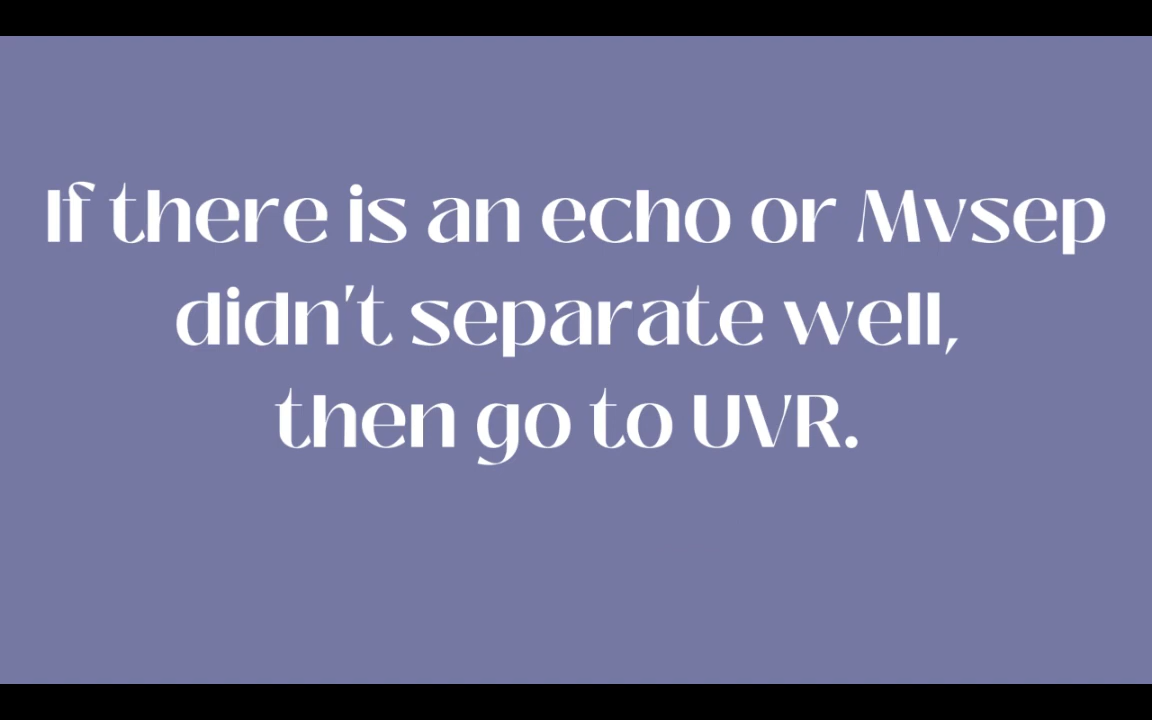 If there is an echo or Mvsep
didn't separate well,
then go to UVR.